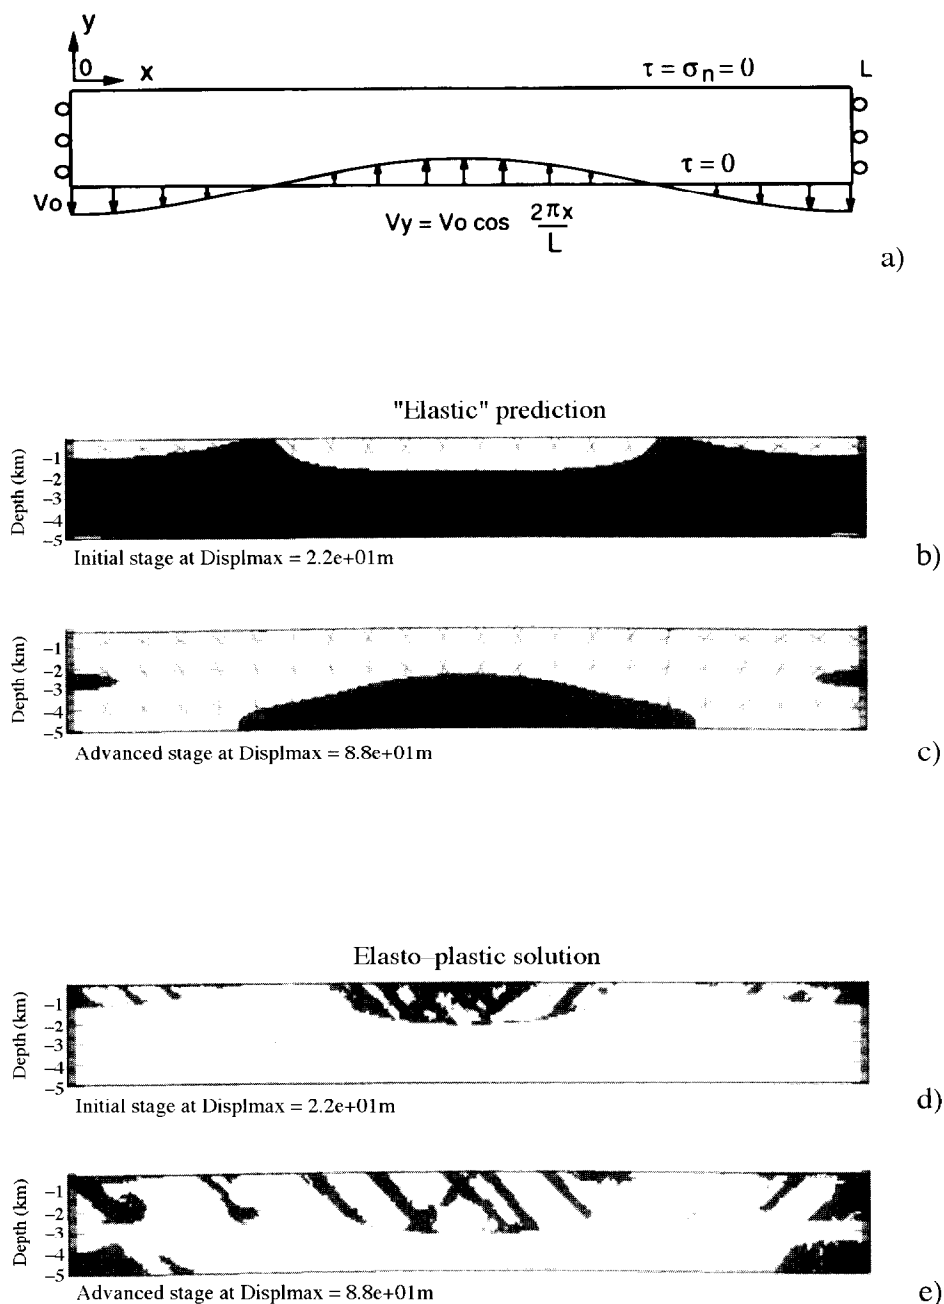 y
0
x
τ = σn = 0
L
τ = 0
Vo
Vy = Vo cos 2πx/L
a)
"Elastic" prediction
Depth (km)
−1
−2
−3
−4
−5
Initial stage at Displmax = 2.2e+01m
b)
Depth (km)
−1
−2
−3
−4
−5
Advanced stage at Displmax = 8.8e+01m
c)
Elasto–plastic solution
Depth (km)
−1
−2
−3
−4
−5
Initial stage at Displmax = 2.2e+01m
d)
Depth (km)
−1
−2
−3
−4
−5
Advanced stage at Displmax = 8.8e+01m
e)